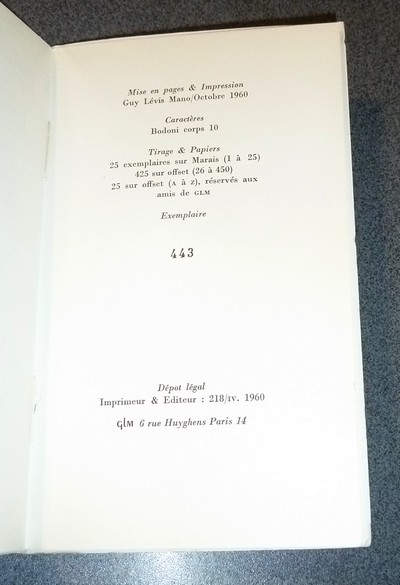 Mise en pages & Impression
Guy Lévis Mano/Octobre 1960
Caractères
Bodoni corps 10
Tirage & Papiers
25 exemplaires sur Marais (1 à 25)
425 sur offset (26 à 450)
25 sur offset (A à Z), réservés aux
amis de GLM
Exemplaire
443
Dépot légal
Imprimeur & Editeur : 218/IV. 1960
GLM 6 rue Huyghens Paris 14